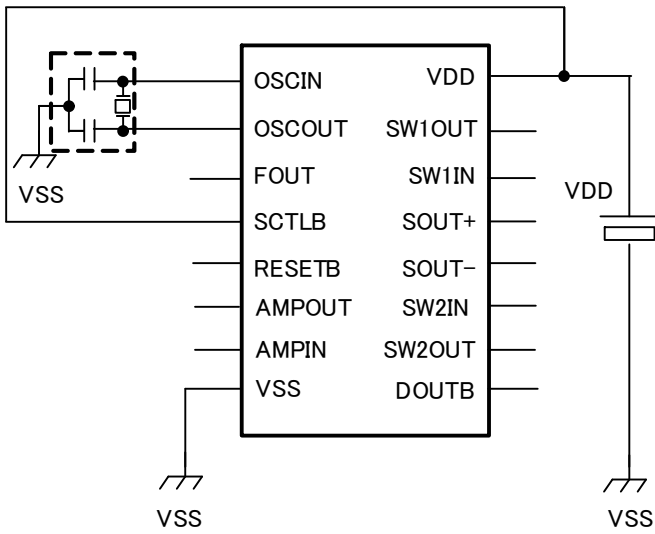 OSCIN
VDD
OSCOUT
SW1OUT
FOUT
SW1IN
VSS
VDD
SCTLB
SOUT+
RESETB
SOUT-
AMPOUT
SW2IN
AMPIN
SW2OUT
VSS
DOUTB
VSS
VSS